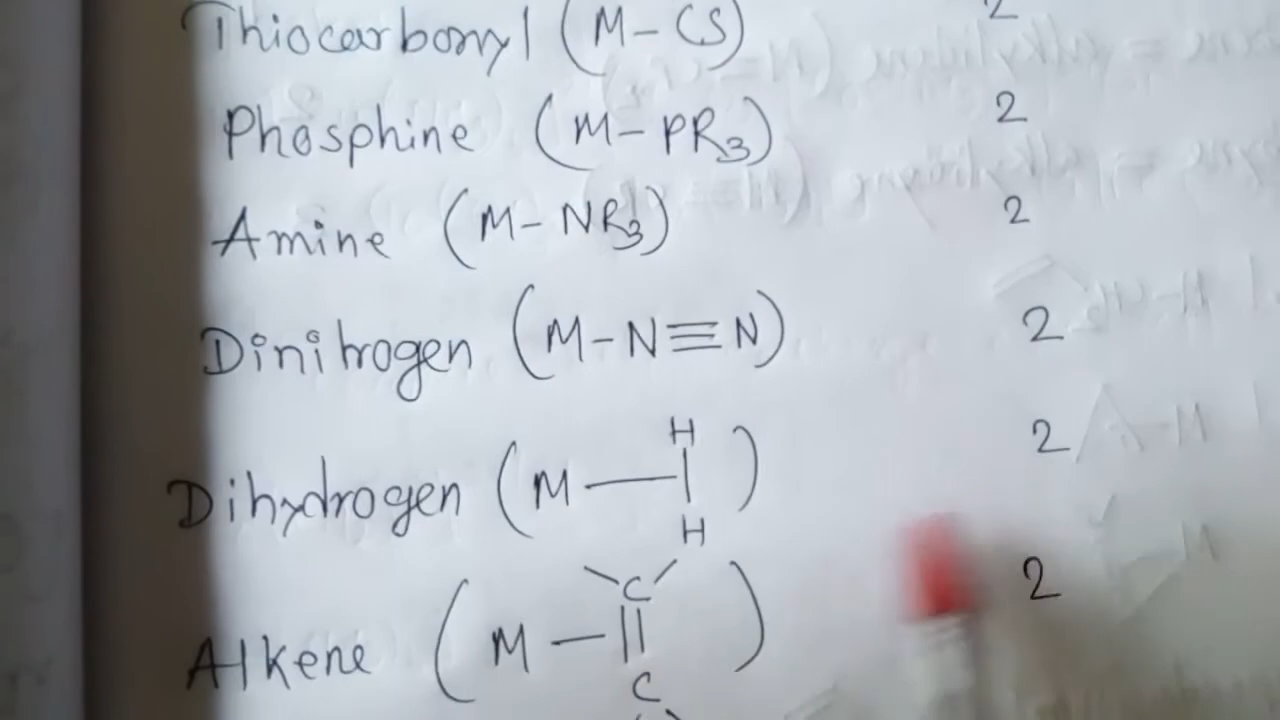 Thiocarbonyl (M-CS) 2
Phosphine (M-PR3) 2
Amine (M-NR3) 2
Dinitrogen (M-N≡N) 2
H
Dihydrogen (M—|) 2
H
C
Alkene (M—||) 2
C